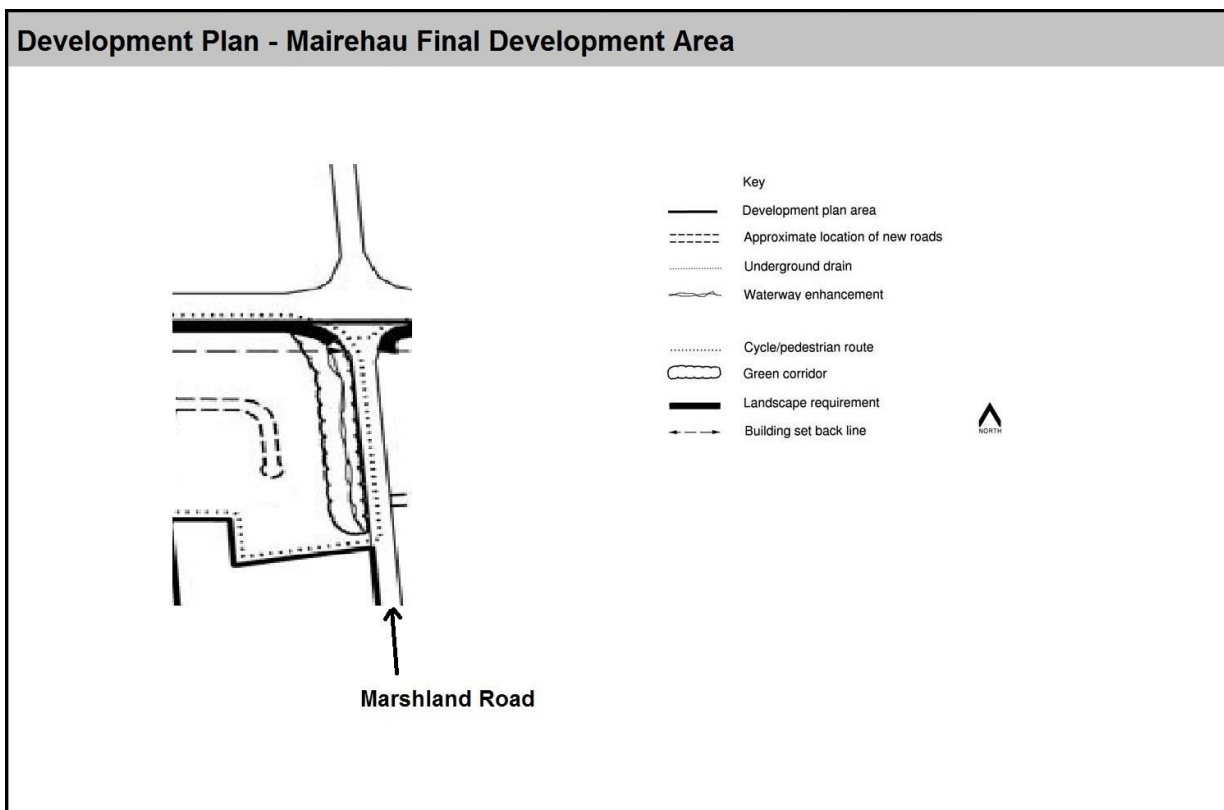 Development Plan - Mairehau Final Development Area
Key
Development plan area
Approximate location of new roads
Underground drain
Waterway enhancement
Cycle/pedestrian route
Green corridor
Landscape requirement
Building set back line
NORTH
Marshland Road